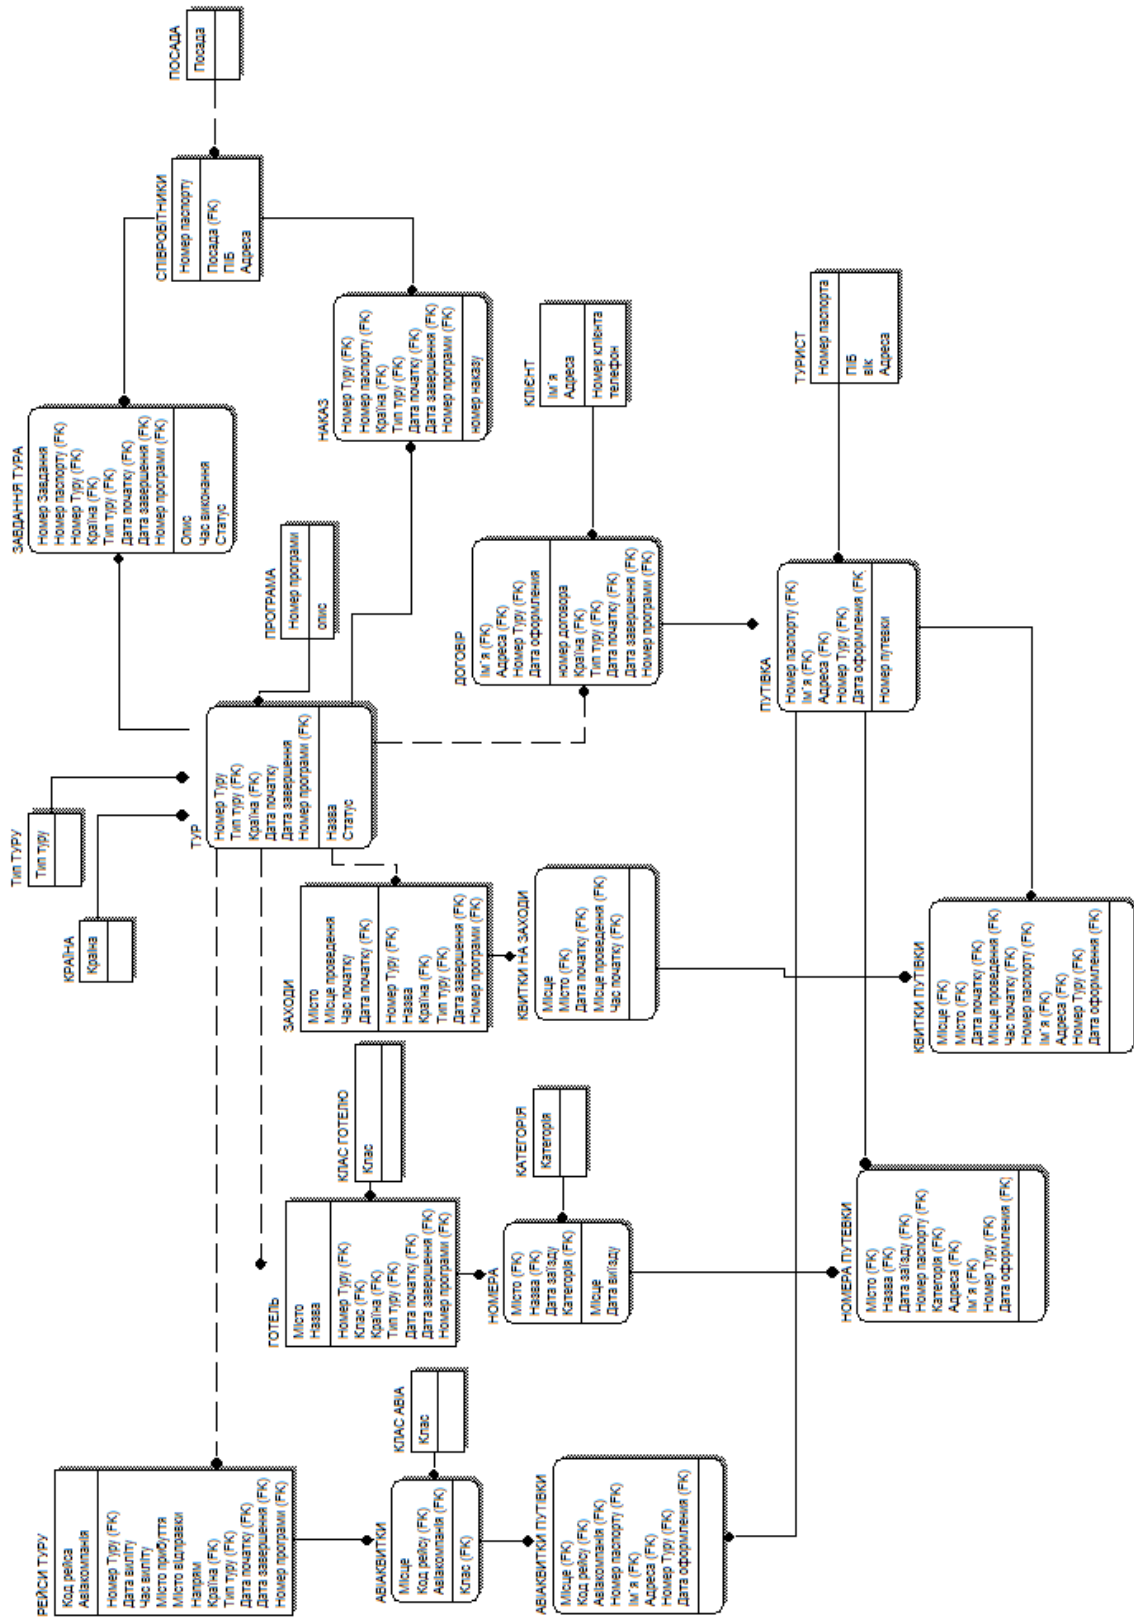 ПОСАДА
Посада
СПІВРОБІТНИКИ
Номер паспорту
Посада (FK)
ПІБ
Адреса
ЗАВДАННЯ ТУРА
Номер Завдання
Номер паспорту (FK)
Номер Туру (FK)
Країна (FK)
Тип туру (FK)
Дата початку (FK)
Дата завершення (FK)
Номер програми (FK)
Опис
Час виконання
Статус
НАКАЗ
Номер Туру (FK)
Номер паспорту (FK)
Країна (FK)
Тип туру (FK)
Дата початку (FK)
Дата завершення (FK)
Номер програми (FK)
номер наказу
КЛІЄНТ
Ім`я
Адреса
Номер клієнта
телефон
ТУРИСТ
Номер паспорта
ПІБ
вік
Адреса
ПРОГРАМА
Номер програми
опис
ДОГОВІР
Ім`я (FK)
Адреса (FK)
Номер Туру (FK)
Дата оформлення
номер договора
Країна (FK)
Тип туру (FK)
Дата початку (FK)
Дата завершення (FK)
Номер програми (FK)
ПУТІВКА
Номер паспорту (FK)
Ім`я (FK)
Адреса (FK)
Номер Туру (FK)
Дата оформлення (FK)
Номер путевки
Тип ТУРУ
Тип туру
КРАЇНА
Країна
ТУР
Номер Туру
Тип туру (FK)
Країна (FK)
Дата початку
Дата завершення
Номер програми (FK)
Назва
Статус
ЗАХОДИ
Місто
Місце проведення
Час початку
Дата початку (FK)
Номер Туру (FK)
Назва
Країна (FK)
Тип туру (FK)
Дата завершення (FK)
Номер програми (FK)
КВИТКИ НА ЗАХОДИ
Місце
Місто (FK)
Дата початку (FK)
Місце проведення (FK)
Час початку (FK)
КВИТКИ ПУТІВКИ
Місце (FK)
Місто (FK)
Дата початку (FK)
Місце проведення (FK)
Час початку (FK)
Номер паспорту (FK)
Ім`я (FK)
Адреса (FK)
Номер Туру (FK)
Дата оформлення (FK)
КЛАС ГОТЕЛЮ
Клас
ГОТЕЛЬ
Місто
Назва
Номер Туру (FK)
Клас (FK)
Країна (FK)
Тип туру (FK)
Дата початку (FK)
Дата завершення (FK)
Номер програми (FK)
КАТЕГОРІЯ
Категорія
НОМЕРА
Місто (FK)
Назва (FK)
Дата заїзду
Категорія (FK)
Місце
Дата виїзду
НОМЕРА ПУТЕВКИ
Місто (FK)
Назва (FK)
Дата заїзду (FK)
Номер паспорту (FK)
Категорія (FK)
Адреса (FK)
Ім`я (FK)
Номер Туру (FK)
Дата оформлення (FK)
РЕЙСИ ТУРУ
Код рейса
Авіакомпанія
Номер Туру (FK)
Дата виліту
Час виліту
Місто прибуття
Місто відправки
Напрям
Країна (FK)
Тип туру (FK)
Дата початку (FK)
Дата завершення (FK)
Номер програми (FK)
КЛАС АВІА
Клас
АВІАКВИТКИ
Місце
Код рейсу (FK)
Авіакомпанія (FK)
Клас (FK)
АВІАКВИТКИ ПУТІВКИ
Місце (FK)
Код рейсу (FK)
Авіакомпанія (FK)
Номер паспорту (FK)
Ім`я (FK)
Адреса (FK)
Номер Туру (FK)
Дата оформлення (FK)